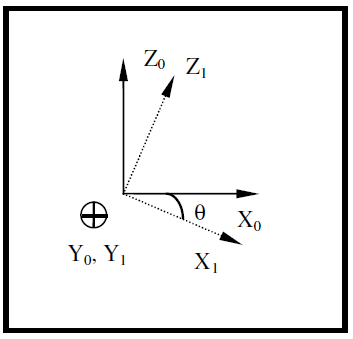 Z₀
Z₁
θ
X₀
Y₀, Y₁
X₁